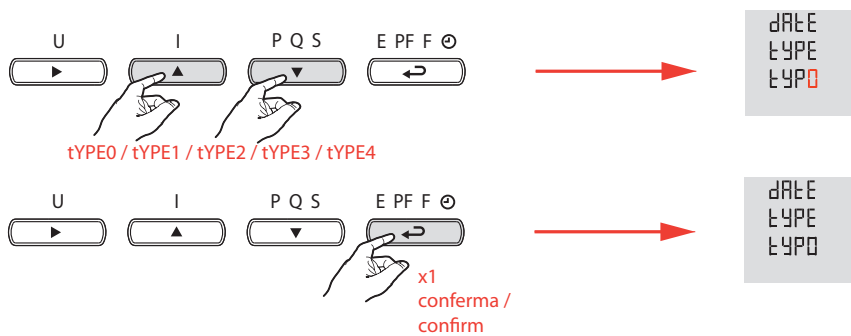 U I P Q S E PF F
dAtE
tYPE
tYP0
tYPE0 / tYPE1 / tYPE2 / tYPE3 / tYPE4
U I P Q S E PF F
dAtE
tYPE
tYP0
x1
conferma /
confirm